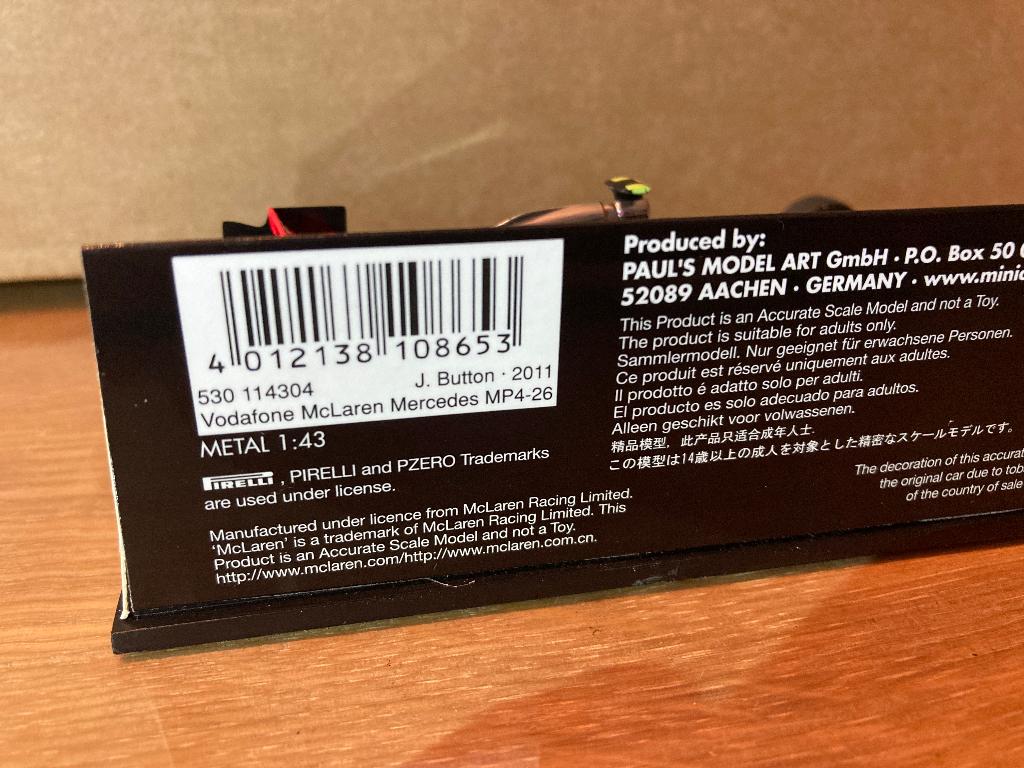 4 012138 108653
530 114304 J. Button · 2011
Vodafone McLaren Mercedes MP4-26
METAL 1:43
PIRELLI, PIRELLI and PZERO Trademarks
are used under license.
Manufactured under licence from McLaren Racing Limited.
‘McLaren’ is a trademark of McLaren Racing Limited. This
Product is an Accurate Scale Model and not a Toy.
http://www.mclaren.com/http://www.mclaren.com.cn.
Produced by:
PAUL'S MODEL ART GmbH · P.O. Box 50
52089 AACHEN · GERMANY ·
This Product is an Accurate Scale Model and not a Toy.
The product is suitable for adults only.
Sammlermodell. Nur geeignet für erwachsene Personen.
Ce produit est réservé uniquement aux adultes.
Il prodotto é adatto solo per adulti.
El producto es solo adecuado para adultos.
Alleen geschikt voor volwassenen.
精品模型，此产品只适合成年人士.
この模型は14歳以上の成人を対象とした精密なスケールモデルです。
The decoration of this
the original car due to
of the country of sale